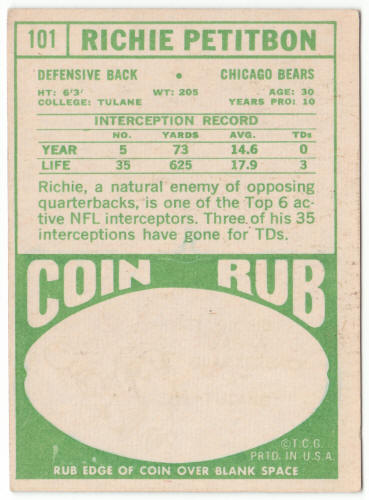 101 RICHIE PETITBON
DEFENSIVE BACK • CHICAGO BEARS
HT: 6'3' WT: 205 AGE: 30
COLLEGE: TULANE YEARS PRO: 10
INTERCEPTION RECORD
NO. YARDS AVG. TDs
YEAR 5 73 14.6 0
LIFE 35 625 17.9 3
Richie, a natural enemy of opposing
quarterbacks, is one of the Top 6 ac-
tive NFL interceptors. Three of his 35
interceptions have gone for TDs.
COIN RUB
©T.C.G.
PRTD. IN U.S.A.
RUB EDGE OF COIN OVER BLANK SPACE